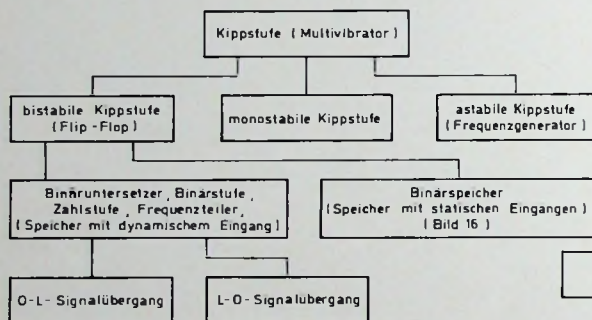 Kippstufe (Multivibrator)
bistabile Kippstufe
(Flip-Flop)
monostabile Kippstufe
astabile Kippstufe
(Frequenzgenerator)
Binäruntersetzer, Binärstufe,
Zahlstufe, Frequenzteiler,
(Speicher mit dynamischem Eingang)
Binärspeicher
(Speicher mit statischen Eingangen)
(Bild 16)
O-L-Signalübergang
L-O-Signalübergang